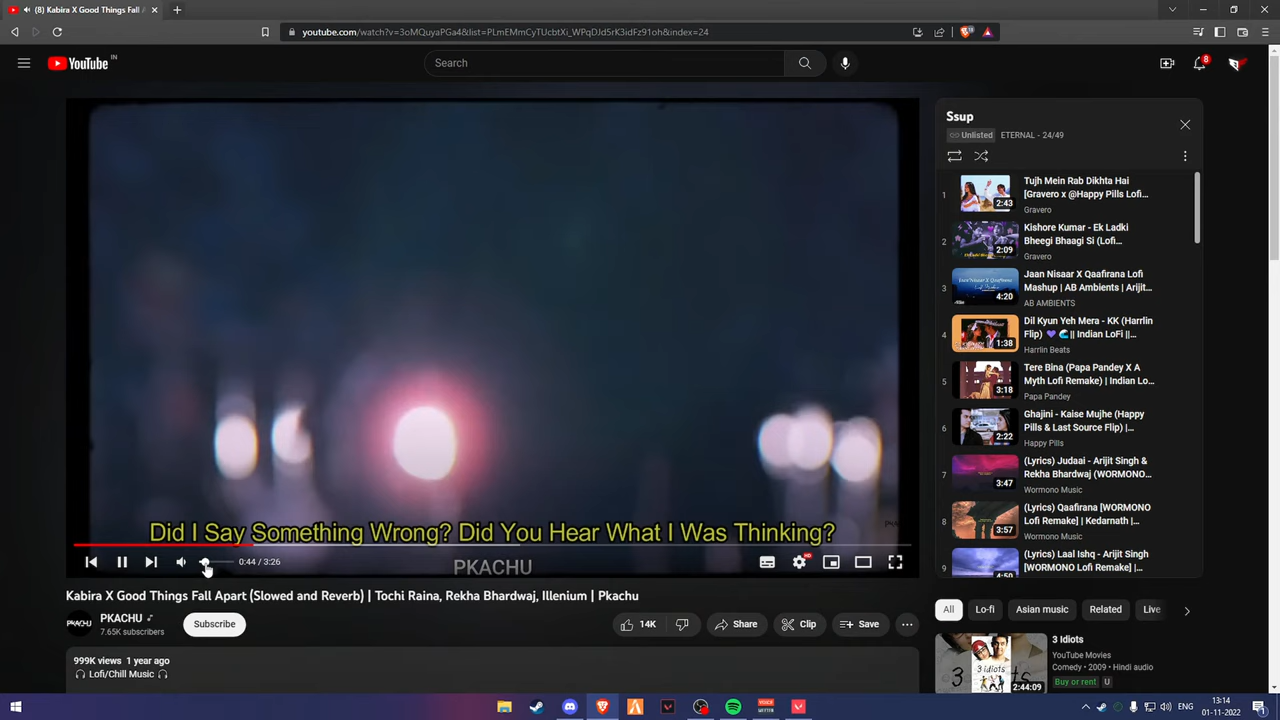 (8) Kabira X Good Things Fall A
youtube.com/watch?v=3oMQuyaPGa4&list=PLmEMmCyTUcbtXi_WPqDJd5rK3idFz91oh&index=24
YouTube IN
Search
8
Did I Say Something Wrong? Did You Hear What I Was Thinking?
0:44 / 3:26
PKACHU
Kabira X Good Things Fall Apart (Slowed and Reverb) | Tochi Raina, Rekha Bhardwaj, Illenium | Pkachu
PKACHU
PKACHU
7.65K subscribers
Subscribe
14K
Share
Clip
Save
999K views 1 year ago
🎧 Lofi/Chill Music 🎧
Ssup
Unlisted
ETERNAL - 24/49
1
2:43
Tujh Mein Rab Dikhta Hai
[Gravero x @Happy Pills Lofi...
Gravero
2
2:09
Kishore Kumar - Ek Ladki
Bheegi Bhaagi Si (Lofi...
Gravero
3
4:20
Jaan Nisaar X Qaafirana Lofi
Mashup | AB Ambients | Arijit...
AB AMBIENTS
4
1:38
Dil Kyun Yeh Mera - KK (Harrlin
Flip) 💜🌊|| Indian LoFi ||...
Harrlin Beats
5
3:18
Tere Bina (Papa Pandey X A
Myth Lofi Remake) | Indian Lo...
Papa Pandey
6
2:22
Ghajini - Kaise Mujhe (Happy
Pills & Last Source Flip) |...
Happy Pills
7
3:47
(Lyrics) Judaai - Arijit Singh &
Rekha Bhardwaj (WORMONO...
Wormono Music
8
3:57
(Lyrics) Qaafirana [WORMONO
Lofi Remake] | Kedarnath |...
Wormono Music
9
4:50
(Lyrics) Laal Ishq - Arijit Singh
[WORMONO Lofi Remake] |...
All
Lo-fi
Asian music
Related
Live
3 IDIOTS
2:44:09
3 Idiots
YouTube Movies
Comedy • 2009 • Hindi audio
Buy or rent
U
ENG
13:14
01-11-2022